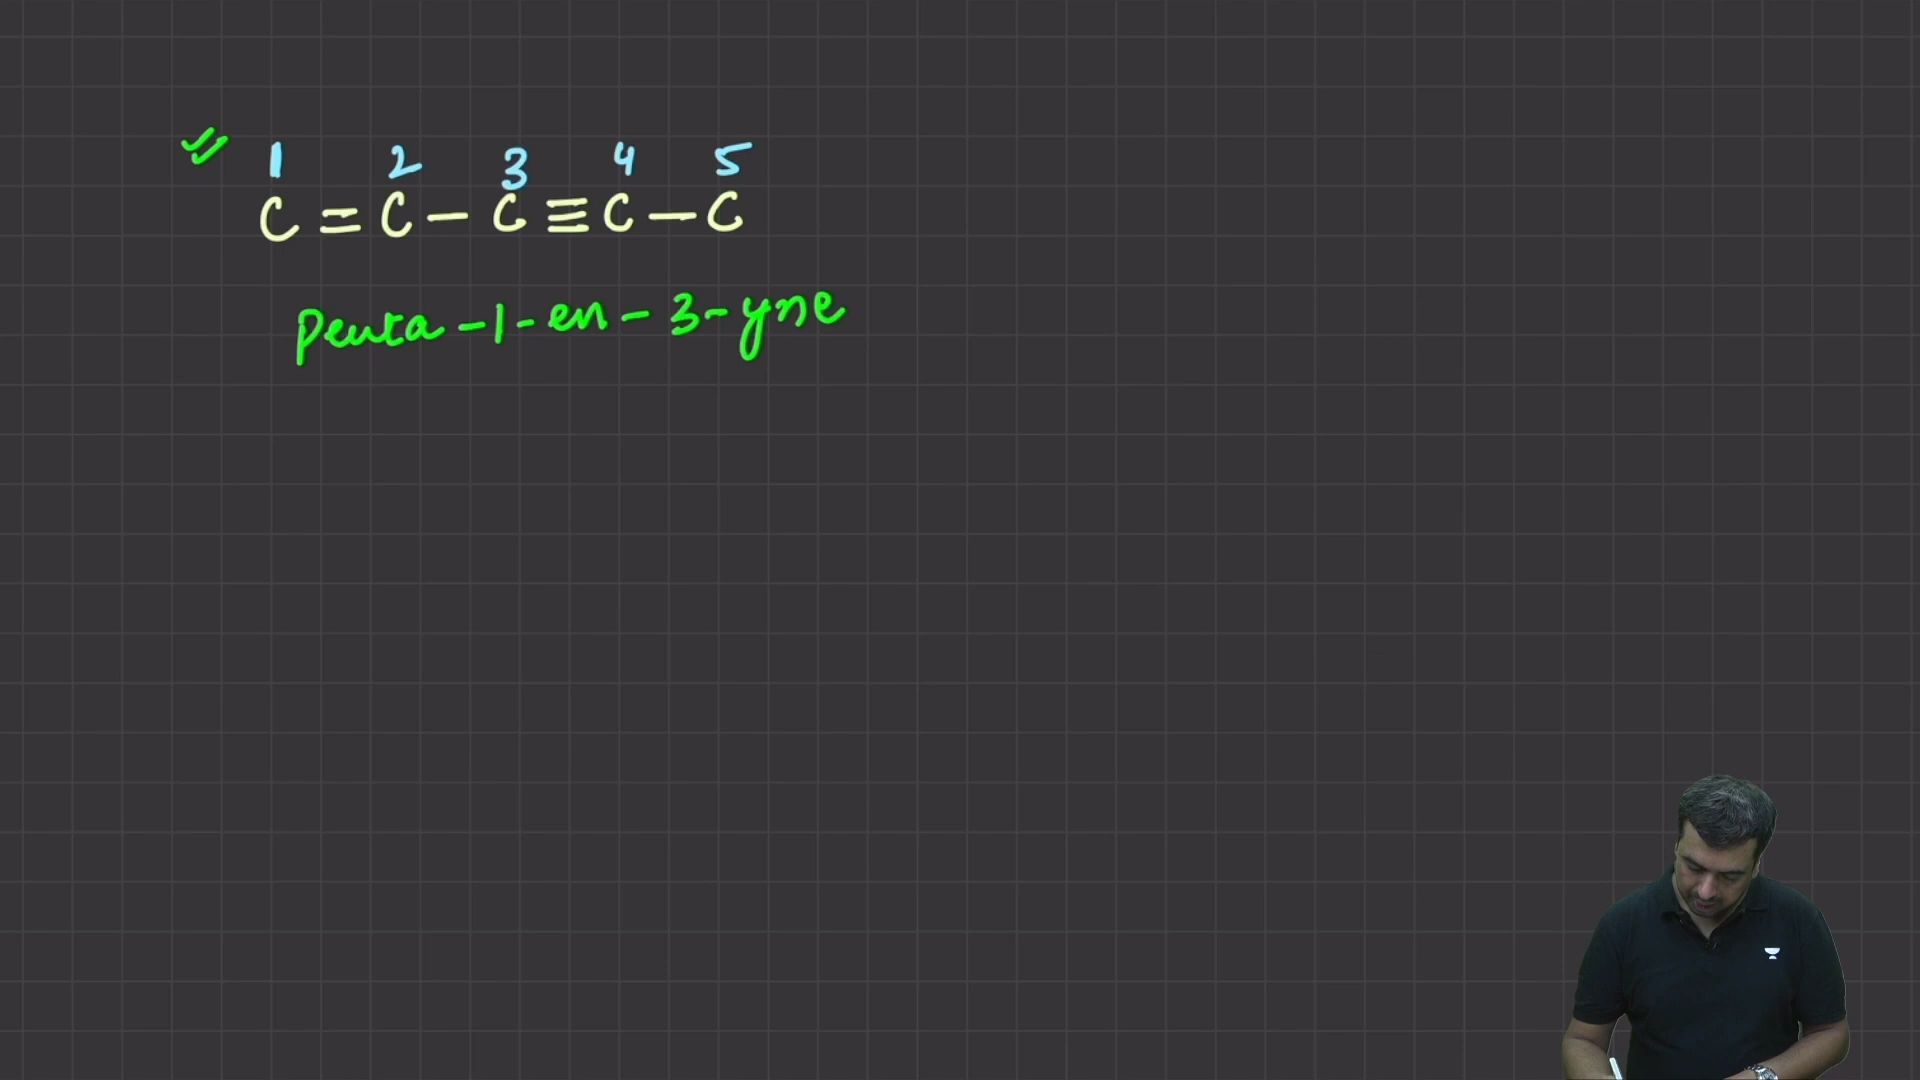 1 2 3 4 5
C = C – C ≡ C – C
Penta-1-en-3-yne